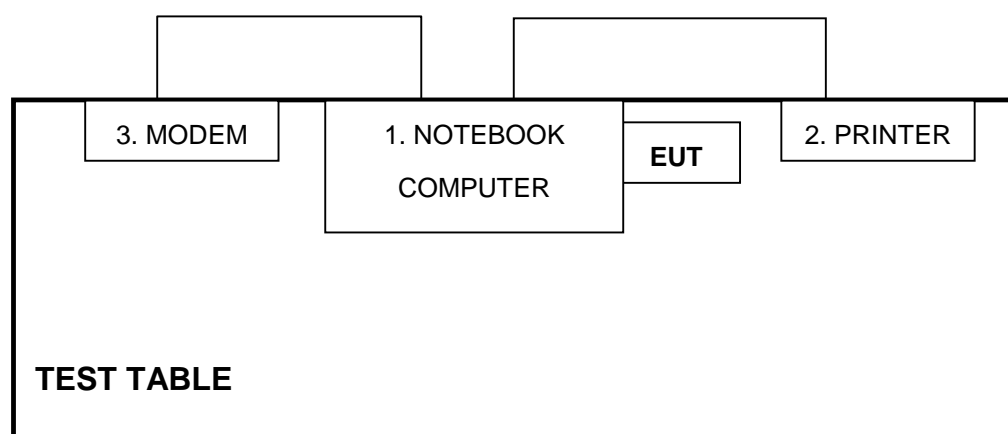 3. MODEM
1. NOTEBOOK
COMPUTER
EUT
2. PRINTER
TEST TABLE